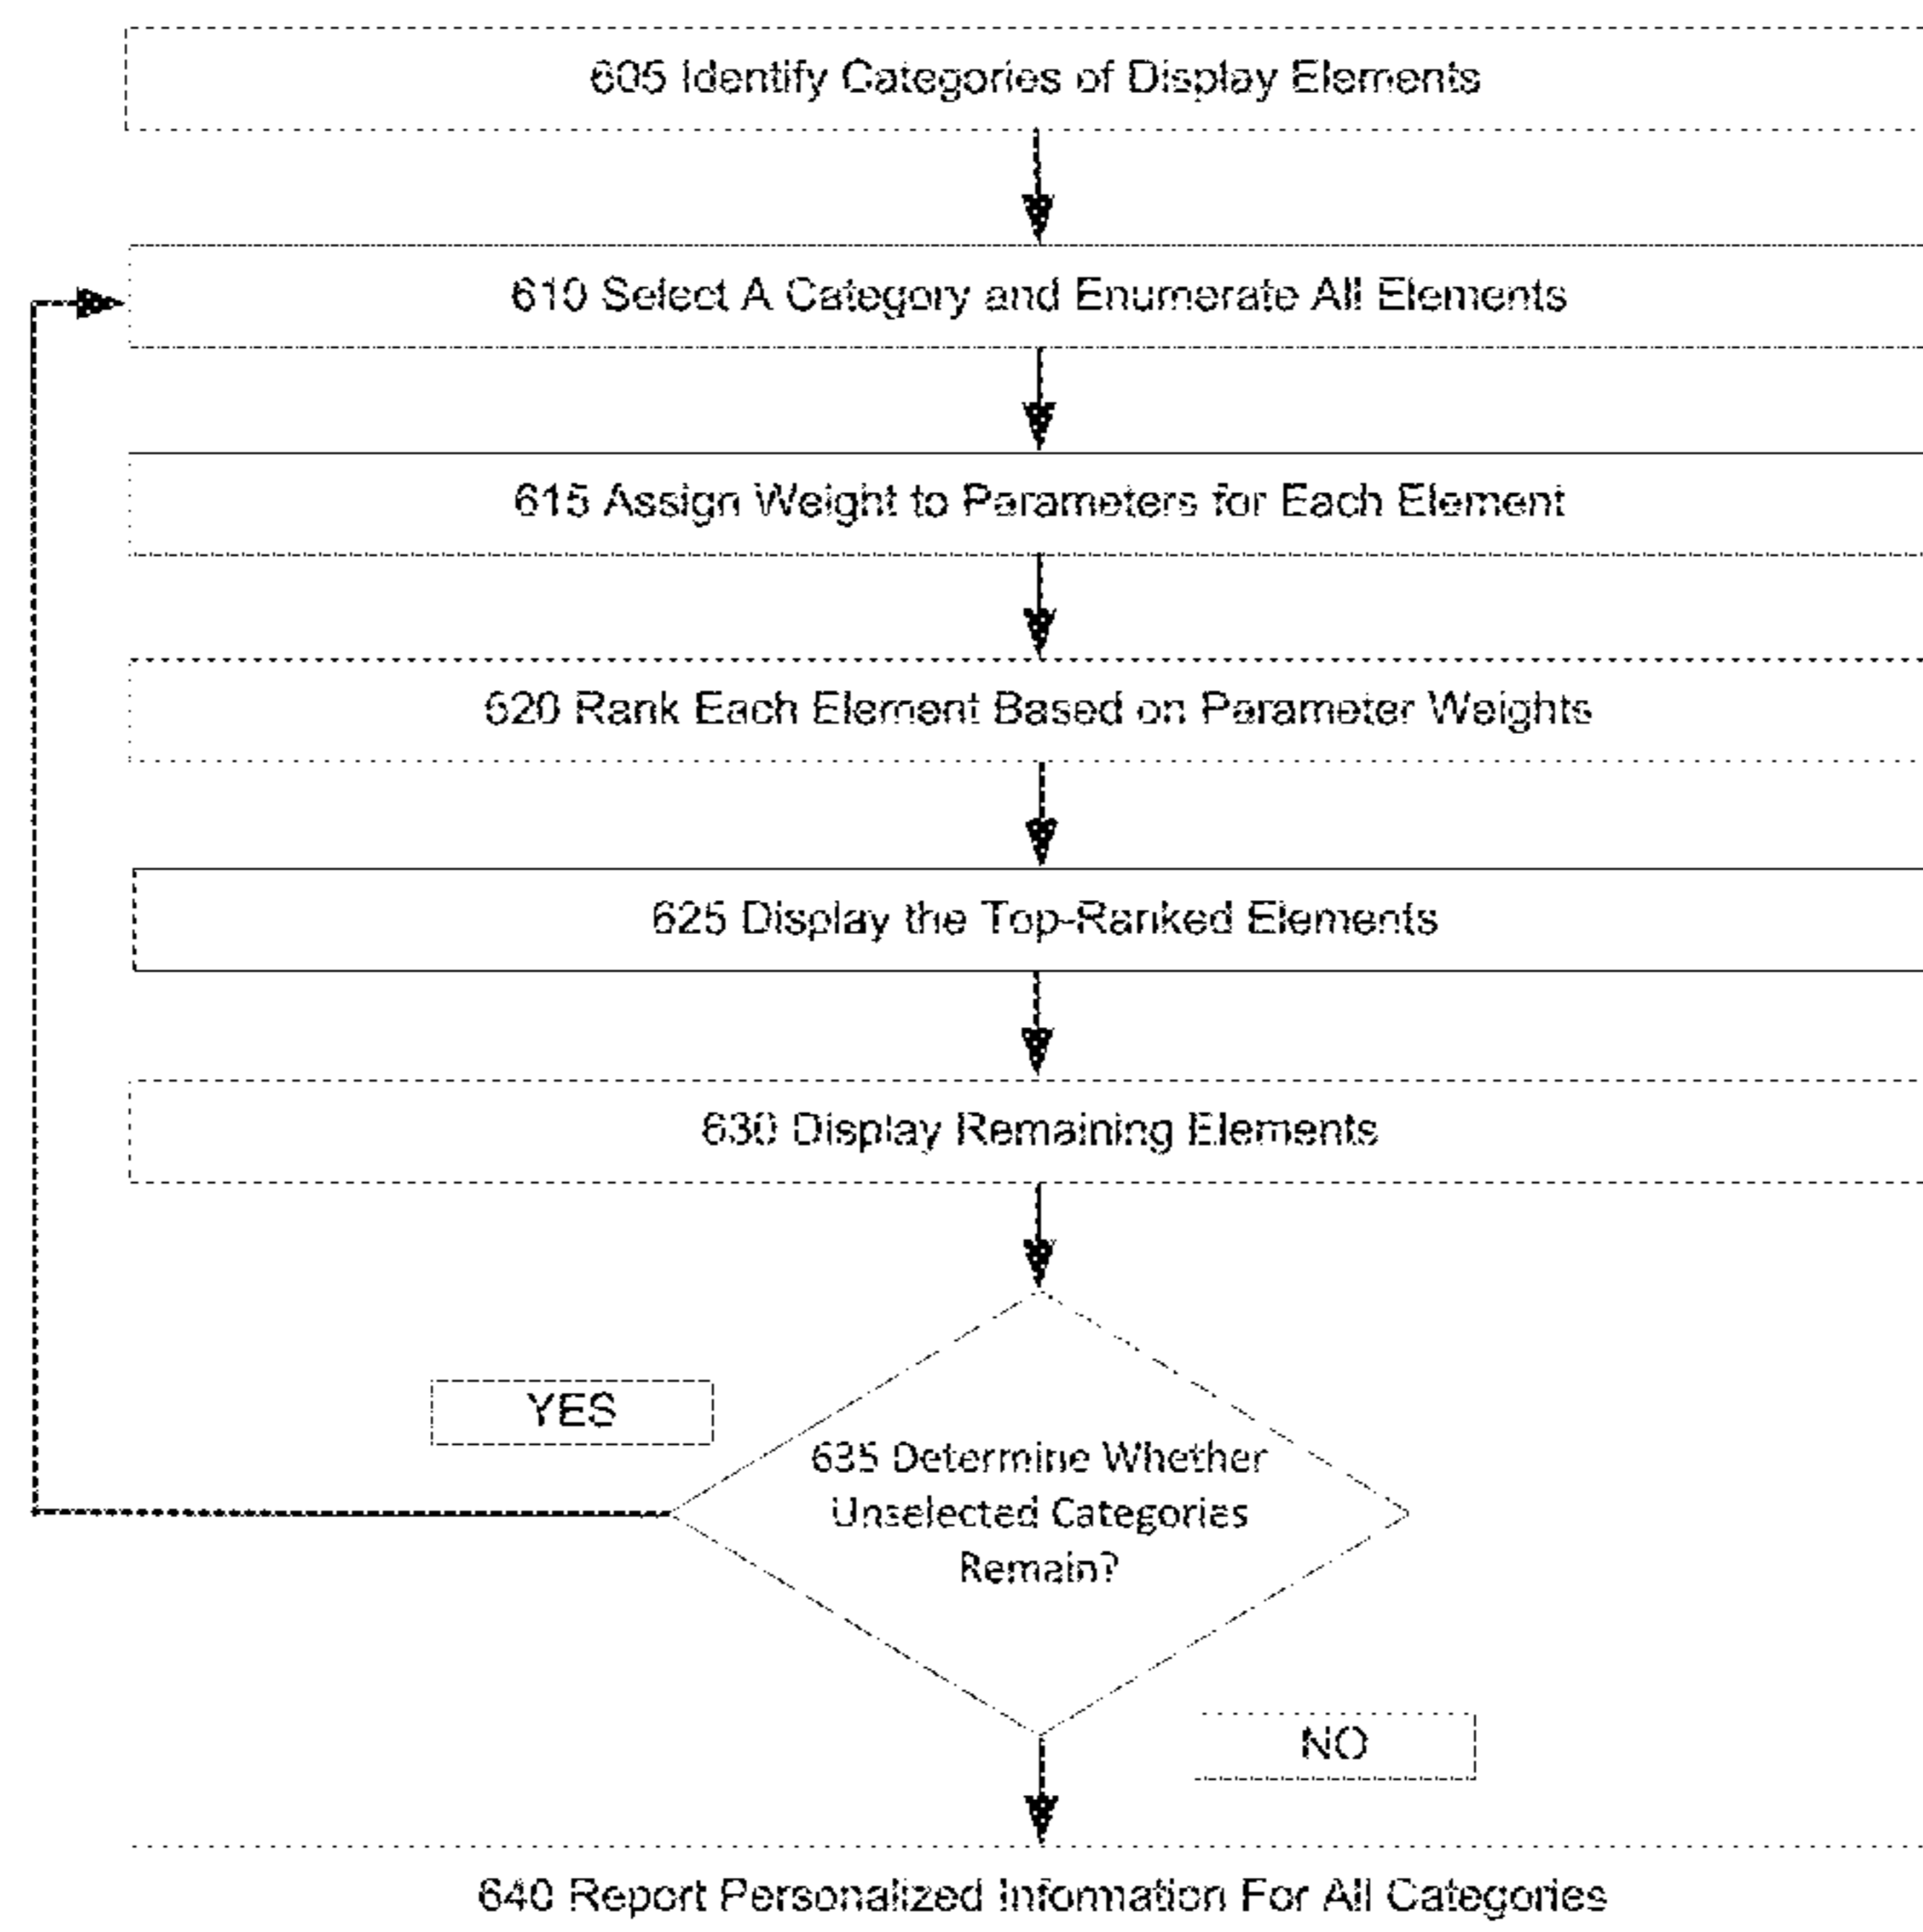 605 Identify Categories of Display Elements
610 Select A Category and Enumerate All Elements
615 Assign Weight to Parameters for Each Element
620 Rank Each Element Based on Parameter Weights
625 Display the Top-Ranked Elements
630 Display Remaining Elements
YES
635 Determine Whether
Unselected Categories
Remain?
NO
640 Report Personalized Information For All Categories